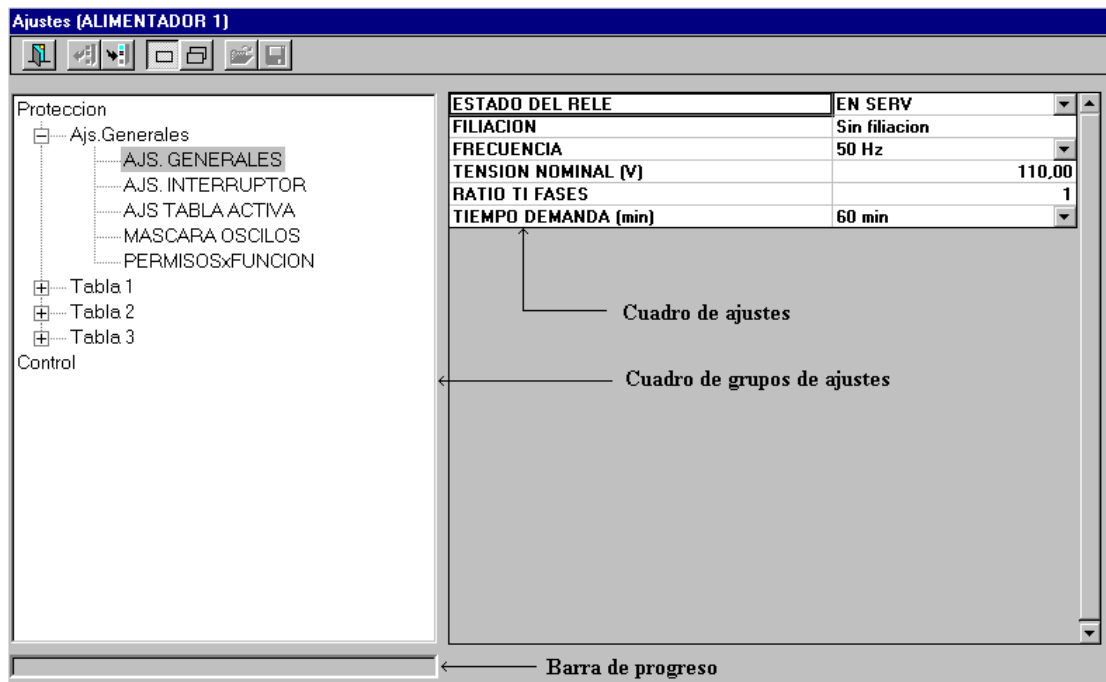 Ajustes (ALIMENTADOR 1)
Proteccion
Ajs.Generales
AJS. GENERALES
AJS. INTERRUPTOR
AJS TABLA ACTIVA
MASCARA OSCILOS
PERMISOSxFUNCION
Tabla 1
Tabla 2
Tabla 3
Control
ESTADO DEL RELE EN SERV
FILIACION Sin filiacion
FRECUENCIA 50 Hz
TENSION NOMINAL (V) 110,00
RATIO TI FASES 1
TIEMPO DEMANDA (min) 60 min
Cuadro de ajustes
Cuadro de grupos de ajustes
Barra de progreso